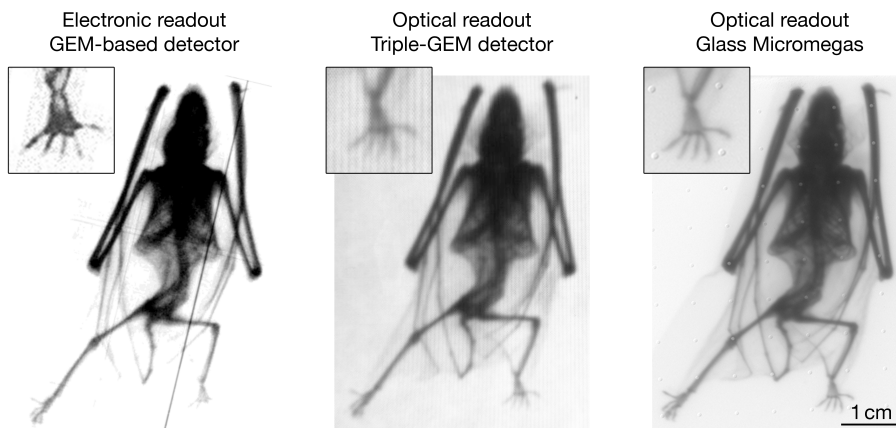 Electronic readout
GEM-based detector
Optical readout
Triple-GEM detector
Optical readout
Glass Micromegas
1 cm